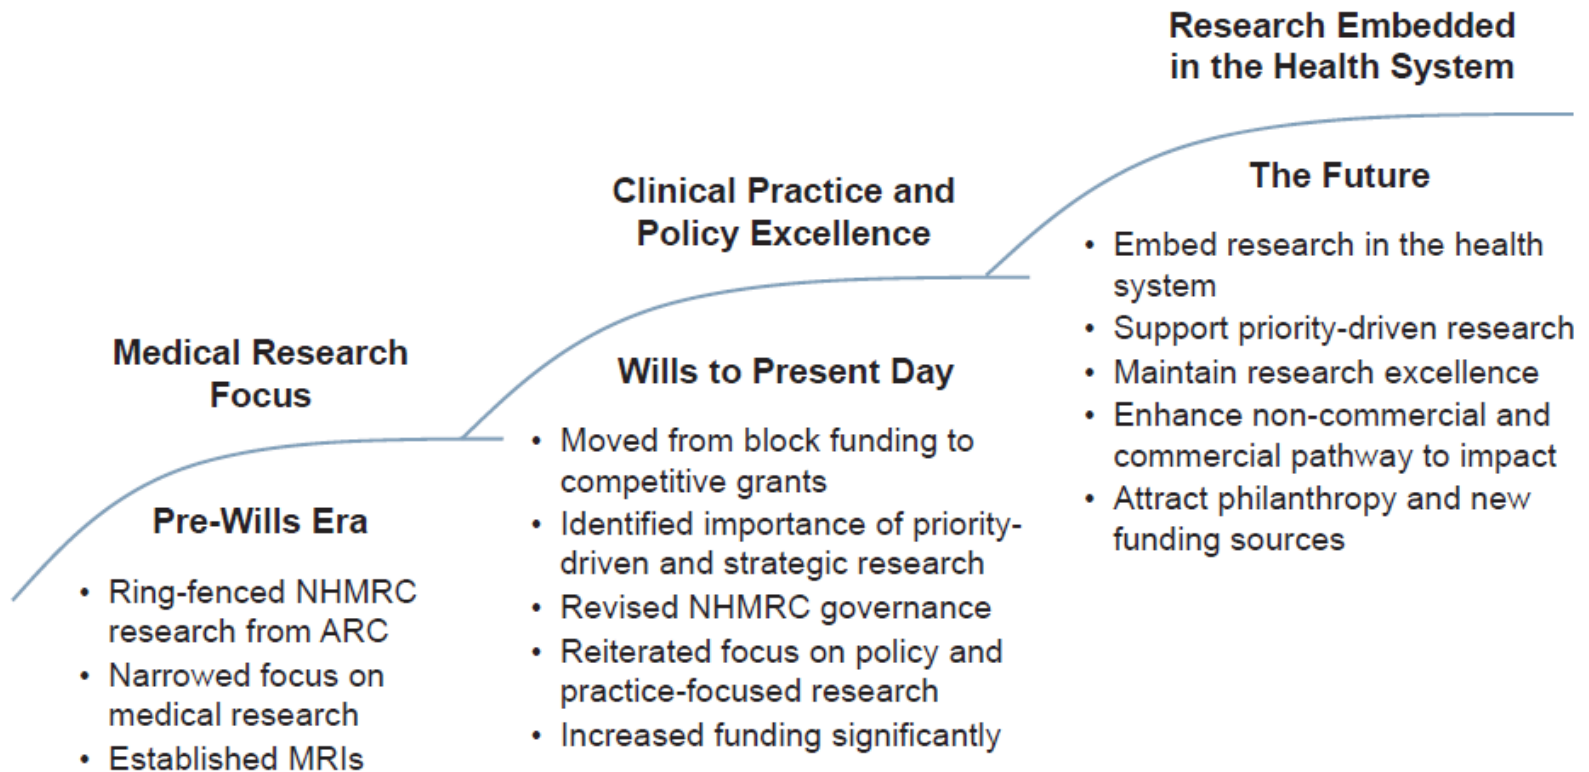 Research Embedded
in the Health System
The Future
• Embed research in the health
system
• Support priority-driven research
• Maintain research excellence
• Enhance non-commercial and
commercial pathway to impact
• Attract philanthropy and new
funding sources
Clinical Practice and
Policy Excellence
Wills to Present Day
• Moved from block funding to
competitive grants
• Identified importance of priority-
driven and strategic research
• Revised NHMRC governance
• Reiterated focus on policy and
practice-focused research
• Increased funding significantly
Medical Research
Focus
Pre-Wills Era
• Ring-fenced NHMRC
research from ARC
• Narrowed focus on
medical research
• Established MRIs